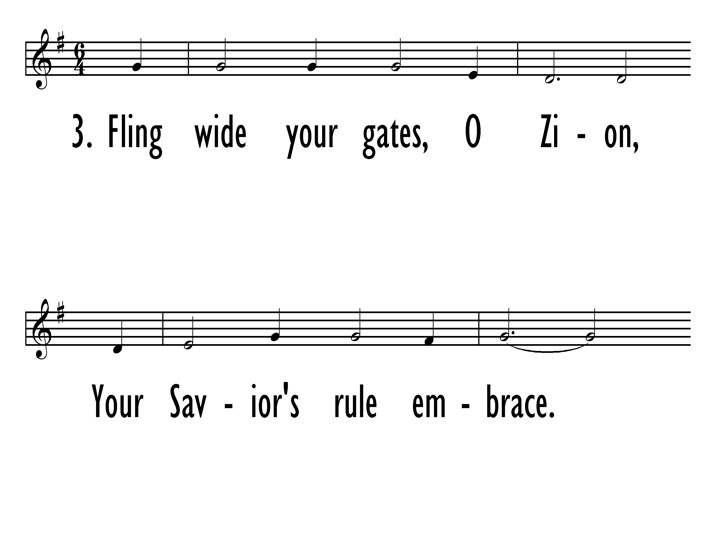 3. Fling wide your gates, O Zi - on,
Your Sav - ior's rule em - brace.